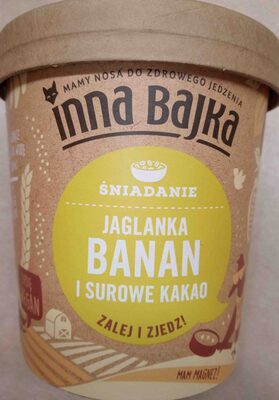 MAMY NOSA DO ZDROWEGO JEDZENIA
inna Bajka
ŚNIADANIE
JAGLANKA
BANAN
I SUROWE KAKAO
ZALEJ I ZJEDZ!
MAM MAGNEZ!